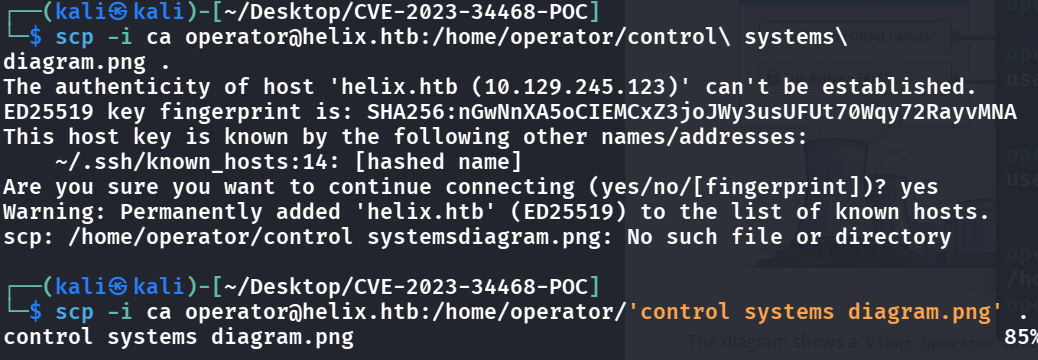 ┌──(kali㉿kali)-[~/Desktop/CVE-2023-34468-POC]
└─$ scp -i ca operator@helix.htb:/home/operator/control\ systems\
diagram.png .
The authenticity of host 'helix.htb (10.129.245.123)' can't be established.
ED25519 key fingerprint is: SHA256:nGwNnXA5oCIEMCxZ3joJWy3usUFUt70Wqy72RayvMNA
This host key is known by the following other names/addresses:
    ~/.ssh/known_hosts:14: [hashed name]
Are you sure you want to continue connecting (yes/no/[fingerprint])? yes
Warning: Permanently added 'helix.htb' (ED25519) to the list of known hosts.
scp: /home/operator/control systemsdiagram.png: No such file or directory
┌──(kali㉿kali)-[~/Desktop/CVE-2023-34468-POC]
└─$ scp -i ca operator@helix.htb:/home/operator/'control systems diagram.png' .
control systems diagram.png 85%
The diagram shows a Plant Operator